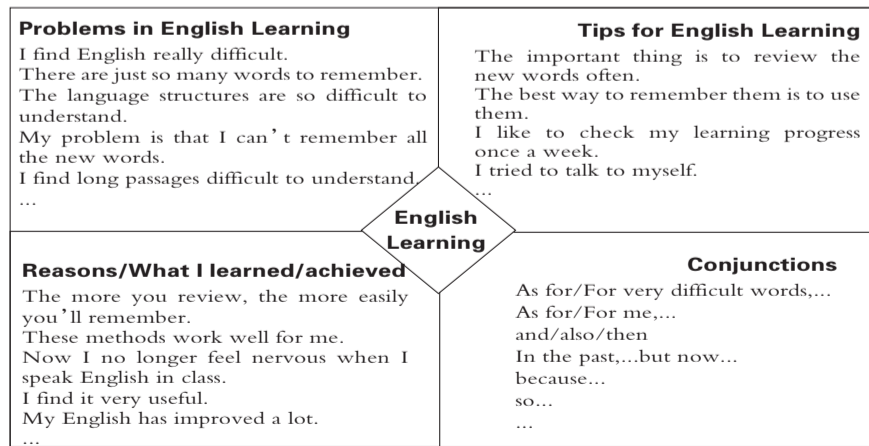 Problems in English Learning
I find English really difficult.
There are just so many words to remember.
The language structures are so difficult to
understand.
My problem is that I can't remember all
the new words.
I find long passages difficult to understand.
...
Tips for English Learning
The important thing is to review the
new words often.
The best way to remember them is to use
them.
I like to check my learning progress
once a week.
I tried to talk to myself.
...
English
Learning
Reasons/What I learned/achieved
The more you review, the more easily
you'll remember.
These methods work well for me.
Now I no longer feel nervous when I
speak English in class.
I find it very useful.
My English has improved a lot.
...
Conjunctions
As for/For very difficult words,...
As for/For me,...
and/also/then
In the past,...but now...
because...
so...
...